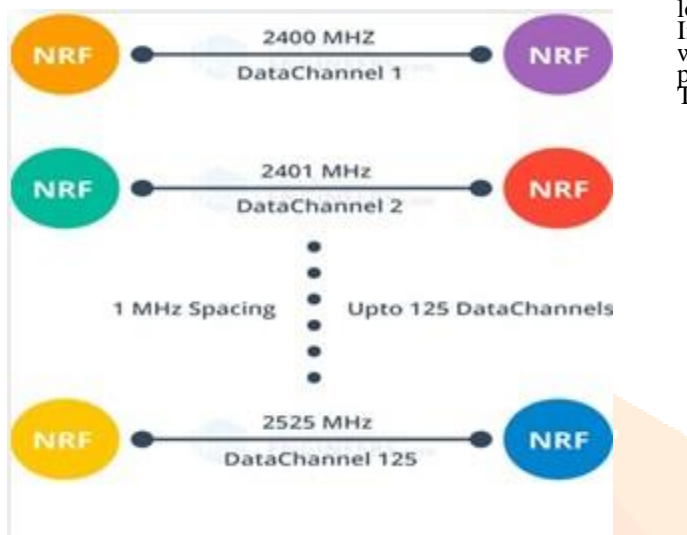 NRF 2400 MHZ NRF
DataChannel 1
NRF 2401 MHz NRF
DataChannel 2
1 MHz Spacing Upto 125 DataChannels
NRF 2525 MHz NRF
DataChannel 125